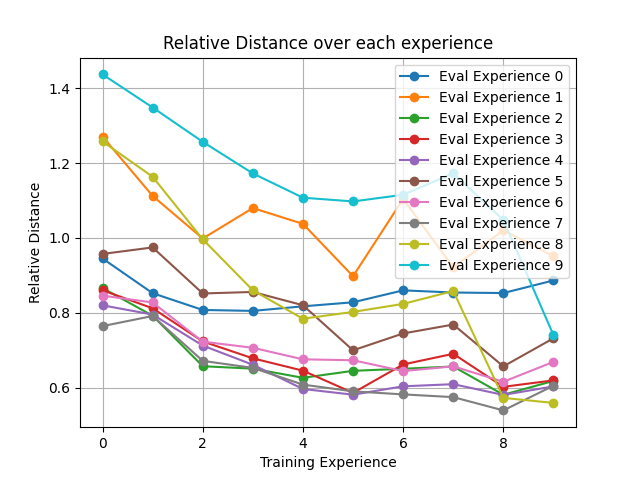 Relative Distance over each experience
Relative Distance
1.4
1.2
1.0
0.8
0.6
Eval Experience 0
Eval Experience 1
Eval Experience 2
Eval Experience 3
Eval Experience 4
Eval Experience 5
Eval Experience 6
Eval Experience 7
Eval Experience 8
Eval Experience 9
0 2 4 6 8
Training Experience